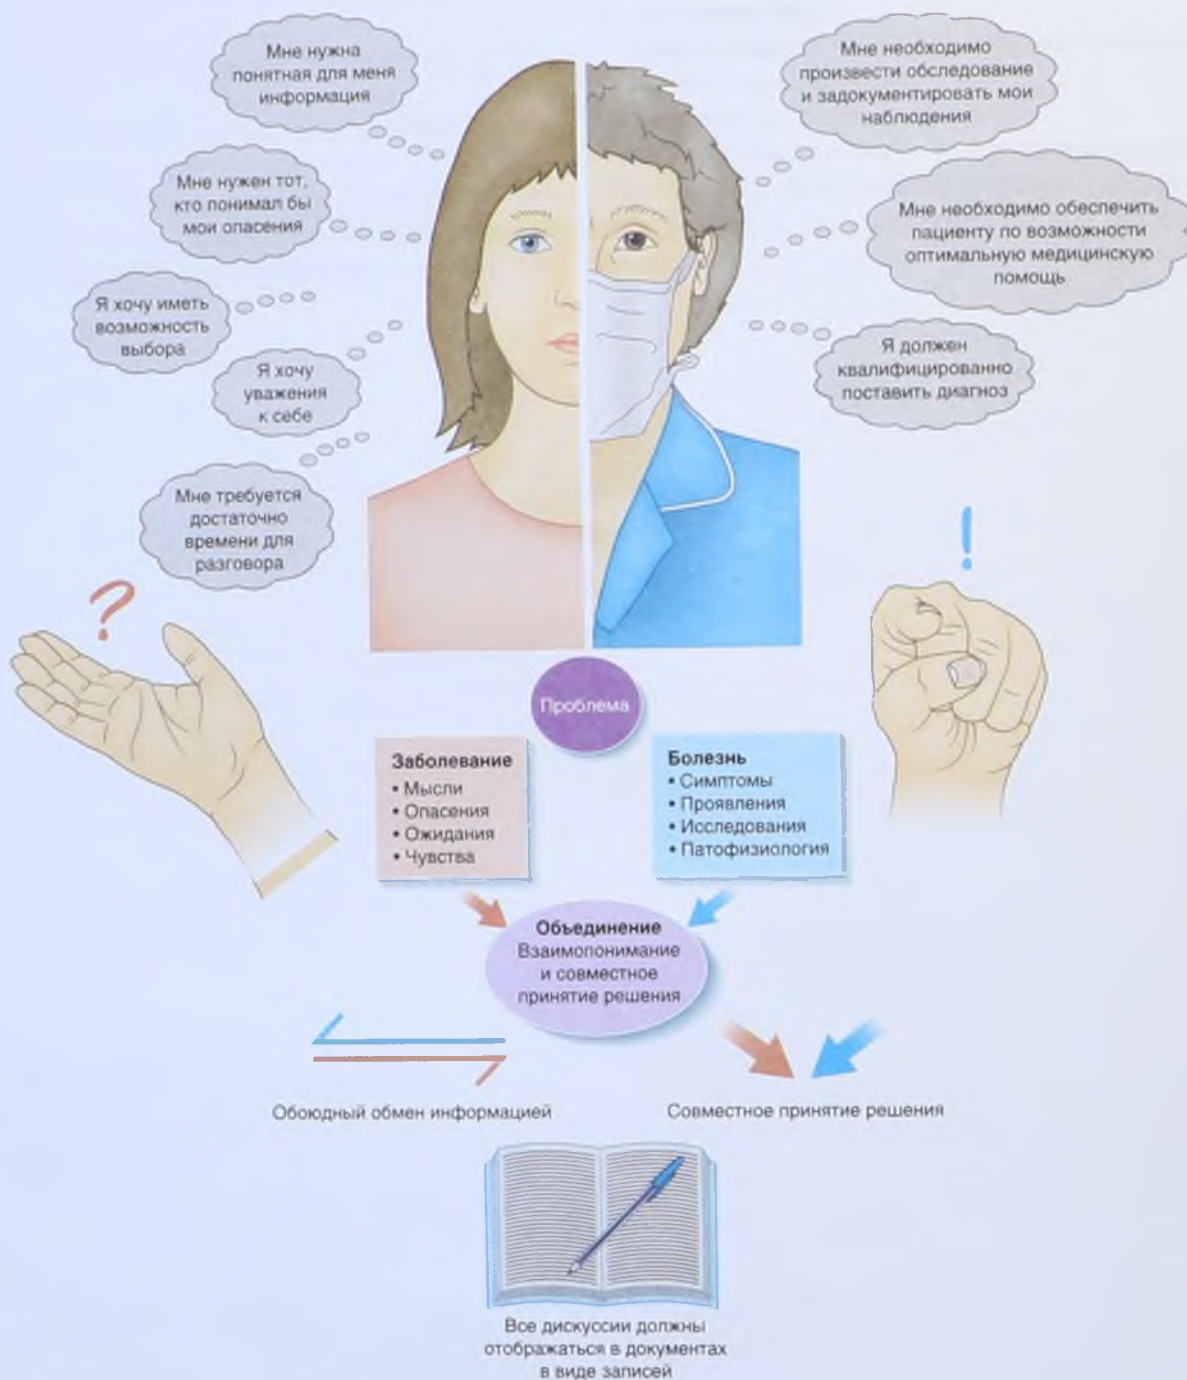 Мне нужна
понятная для меня
информация
Мне нужен тот,
кто понимал бы
мои опасения
Я хочу иметь
возможность
выбора
Я хочу
уважения
к себе
Мне требуется
достаточно
времени для
разговора
?
Мне необходимо
произвести обследование
и задокументировать мои
наблюдения
Мне необходимо обеспечить
пациенту по возможности
оптимальную медицинскую
помощь
Я должен
квалифицированно
поставить диагноз
!
Проблема
Заболевание
• Мысли
• Опасения
• Ожидания
• Чувства
Болезнь
• Симптомы
• Проявления
• Исследования
• Патофизиология
Объединение
Взаимопонимание
и совместное
принятие решения
Обоюдный обмен информацией
Совместное принятие решения
Все дискуссии должны
отображаться в документах
в виде записей